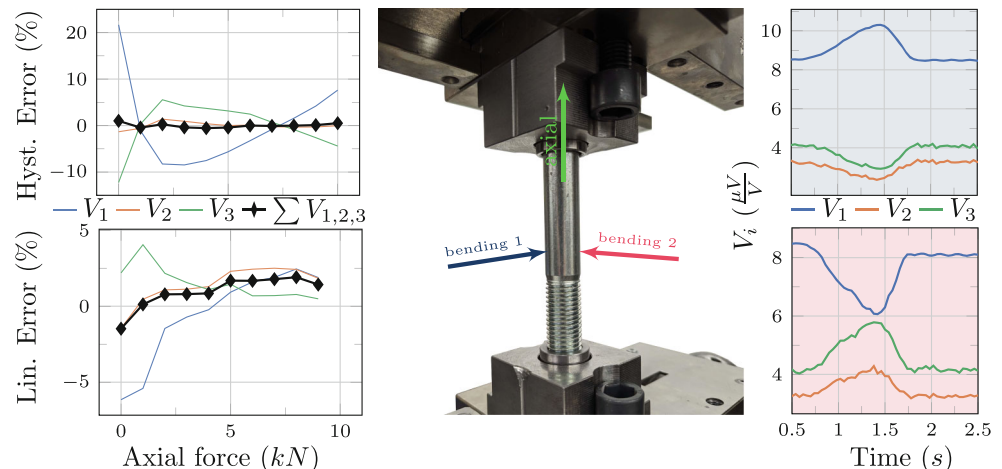 Hyst. Error (%)
20
10
0
−10
V1 V2 V3 ∑ V1,2,3
Lin. Error (%)
5
0
−5
0 5 10
Axial force (kN)
axial
bending 1
bending 2
V_i (μV/V)
10
8
6
4
V1 V2 V3
8
6
4
0.5 1 1.5 2 2.5
Time (s)